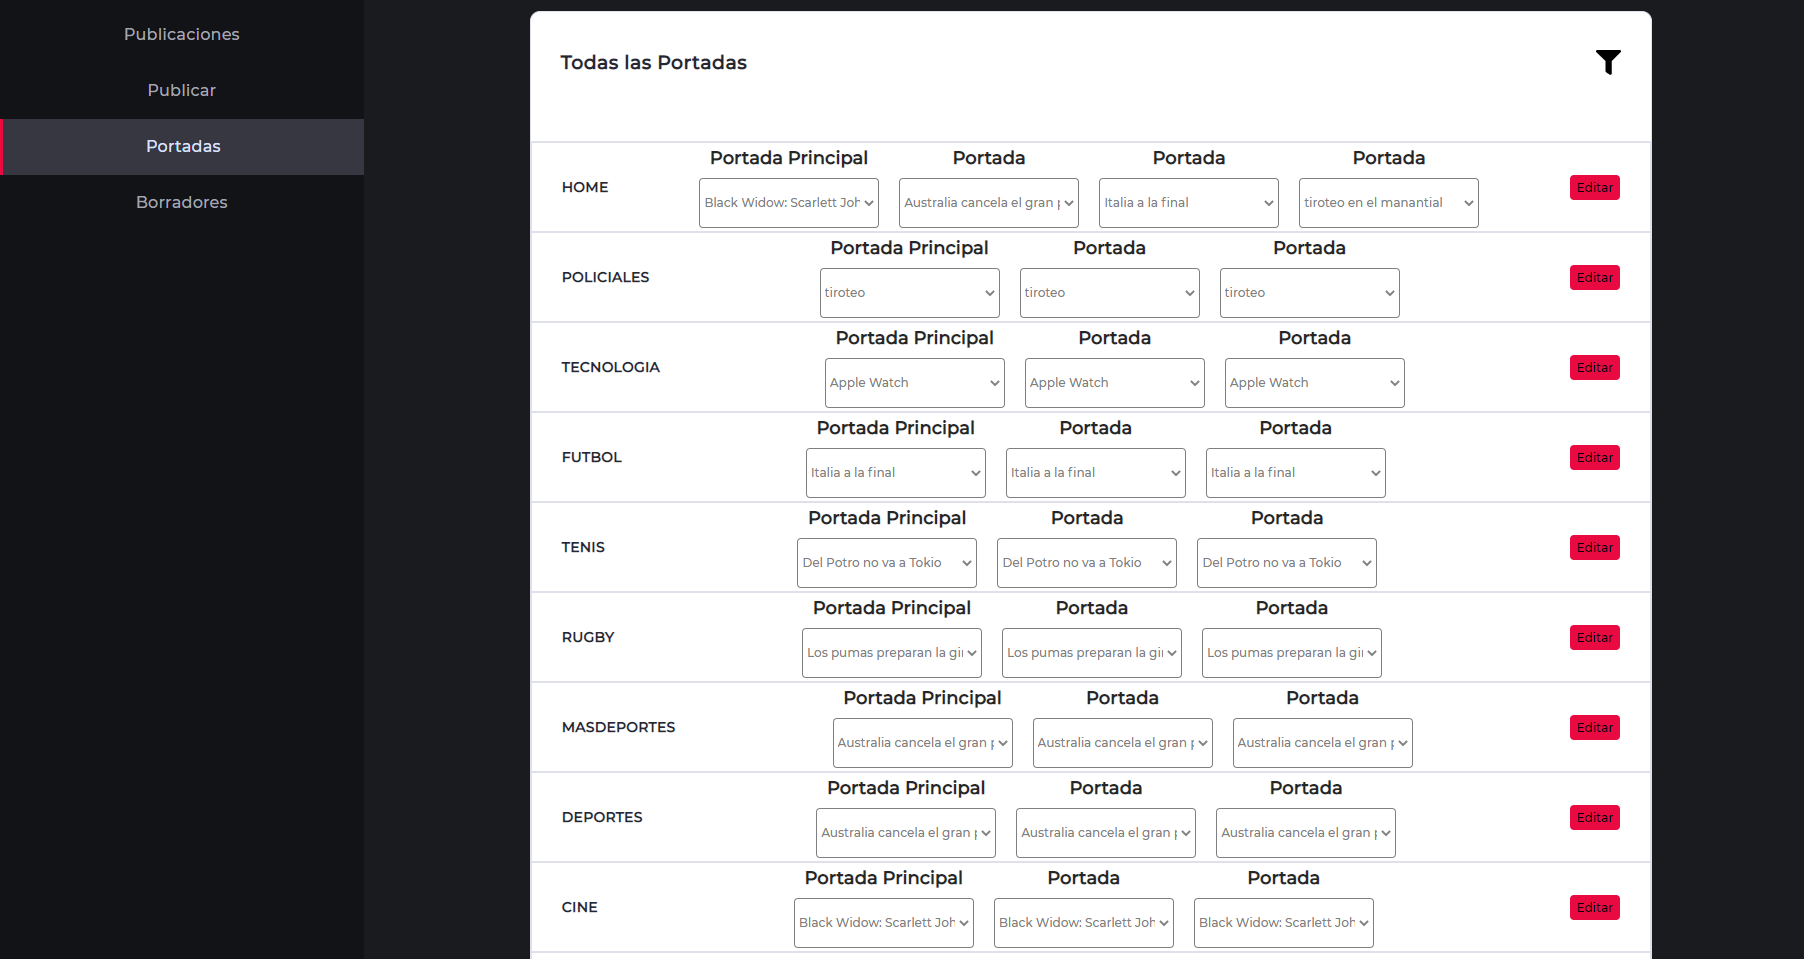 Publicaciones
Publicar
Portadas
Borradores
Todas las Portadas
Portada Principal Portada Portada Portada
HOME Black Widow: Scarlett Joh Australia cancela el gran Italia a la final tiroteo en el manantial Editar
Portada Principal Portada Portada
POLICIALES tiroteo tiroteo tiroteo Editar
Portada Principal Portada Portada
TECNOLOGIA Apple Watch Apple Watch Apple Watch Editar
Portada Principal Portada Portada
FUTBOL Italia a la final Italia a la final Italia a la final Editar
Portada Principal Portada Portada
TENIS Del Potro no va a Tokio Del Potro no va a Tokio Del Potro no va a Tokio Editar
Portada Principal Portada Portada
RUGBY Los pumas preparan la gi Los pumas preparan la gi Los pumas preparan la gi Editar
Portada Principal Portada Portada
MASDEPORTES Australia cancela el gran Australia cancela el gran Australia cancela el gran Editar
Portada Principal Portada Portada
DEPORTES Australia cancela el gran Australia cancela el gran Australia cancela el gran Editar
Portada Principal Portada Portada
CINE Black Widow: Scarlett Joh Black Widow: Scarlett Joh Black Widow: Scarlett Joh Editar